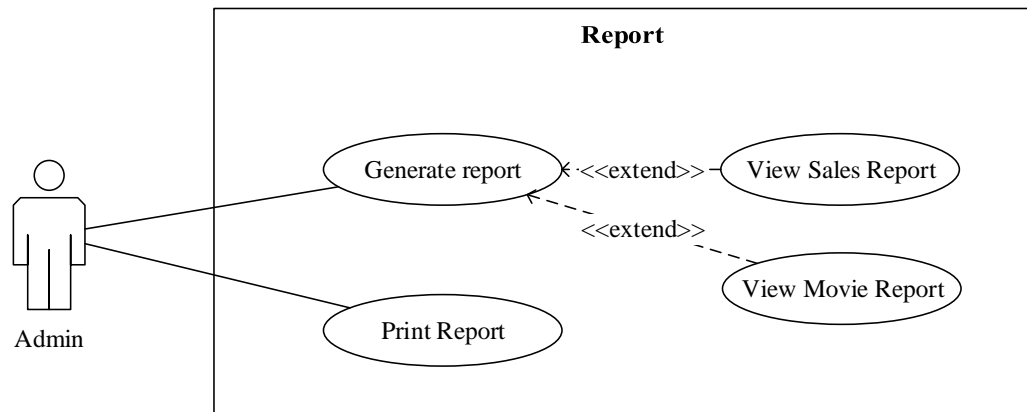 Report
Generate report
<<extend>>
View Sales Report
<<extend>>
View Movie Report
Print Report
Admin